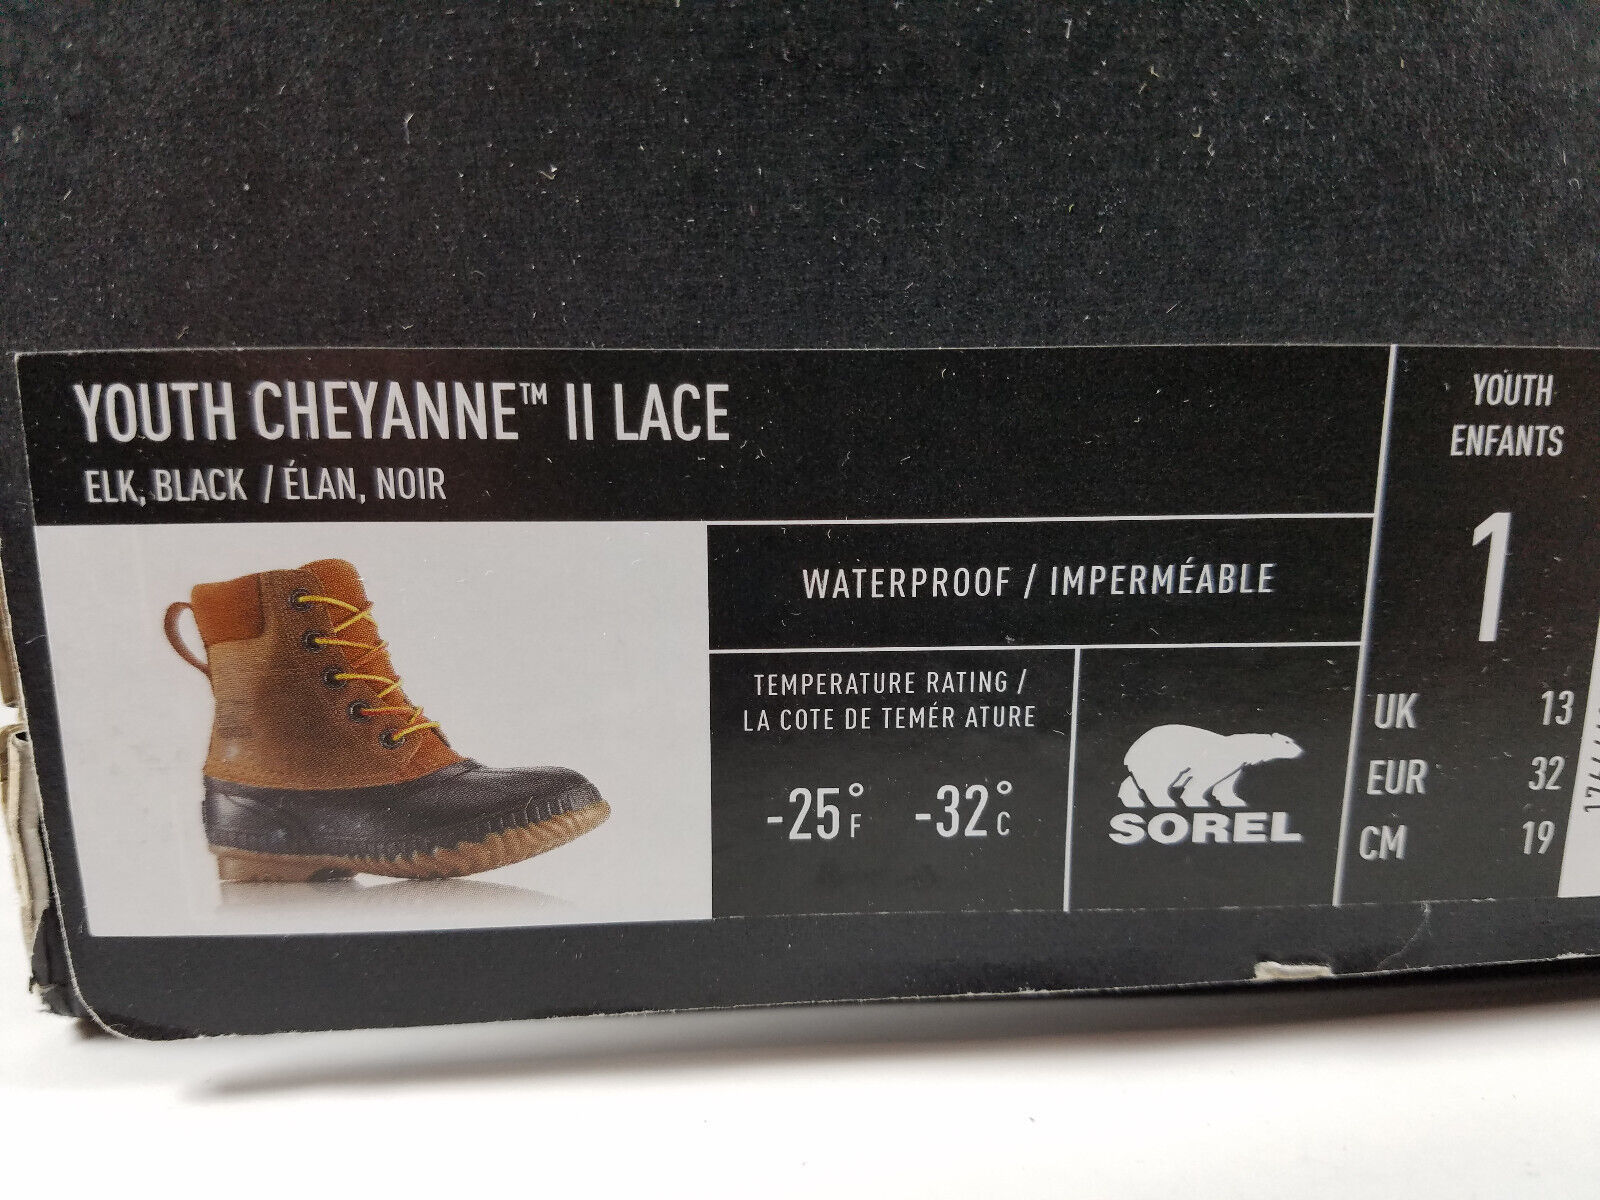 YOUTH CHEYANNE™ II LACE
ELK, BLACK / ÉLAN, NOIR
WATERPROOF / IMPERMÉABLE
TEMPERATURE RATING /
LA COTE DE TEMÉR ATURE
-25°F -32°C
SOREL
YOUTH
ENFANTS
1
UK 13
EUR 32
CM 19